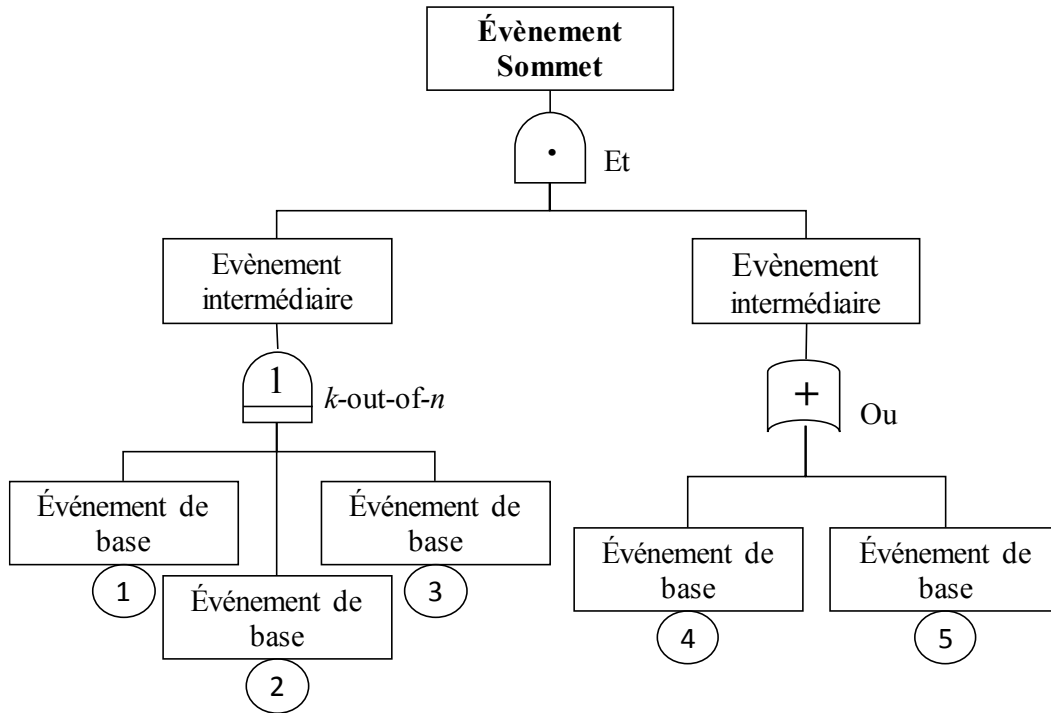 Évènement
Sommet
·
Et
Evènement
intermédiaire
Evènement
intermédiaire
1
k-out-of-n
+
Ou
Événement de
base
1
Événement de
base
2
Événement de
base
3
Événement de
base
4
Événement de
base
5